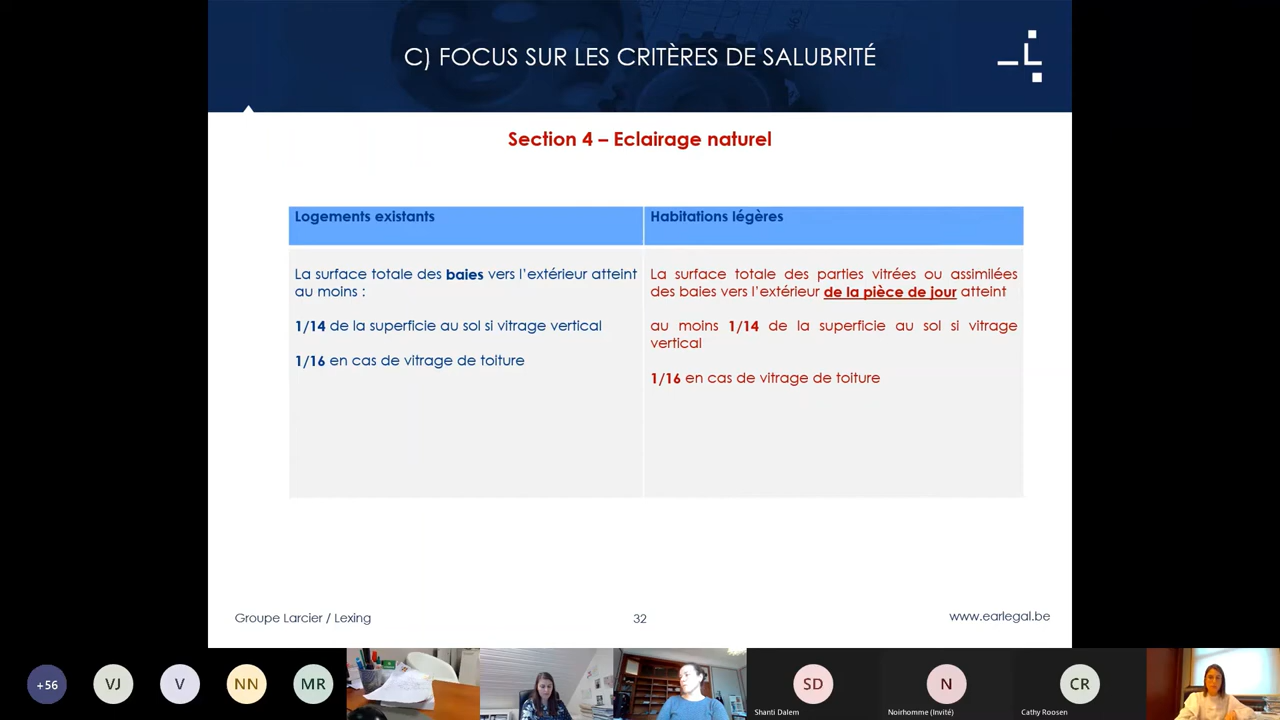 C) FOCUS SUR LES CRITÈRES DE SALUBRITÉ
Section 4 – Eclairage naturel
Logements existants
La surface totale des baies vers l'extérieur atteint
au moins :
1/14 de la superficie au sol si vitrage vertical
1/16 en cas de vitrage de toiture
Habitations légères
La surface totale des parties vitrées ou assimilées
des baies vers l'extérieur de la pièce de jour atteint
au moins 1/14 de la superficie au sol si vitrage
vertical
1/16 en cas de vitrage de toiture
Groupe Larcier / Lexing
32
www.earlegal.be
+56
VJ
V
NN
MR
SD
Shanti Dalem
N
Noirhomme (Invité)
CR
Cathy Roosen